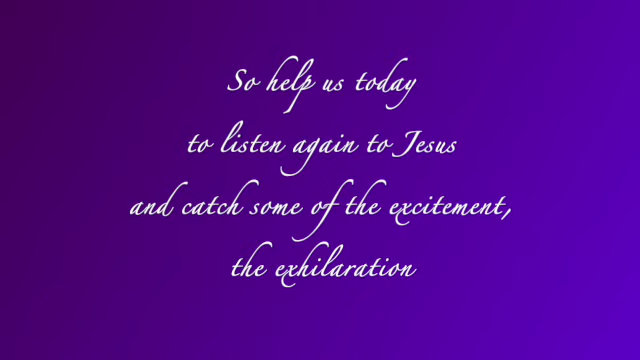 So help us today
to listen again to Jesus
and catch some of the excitement,
the exhilaration